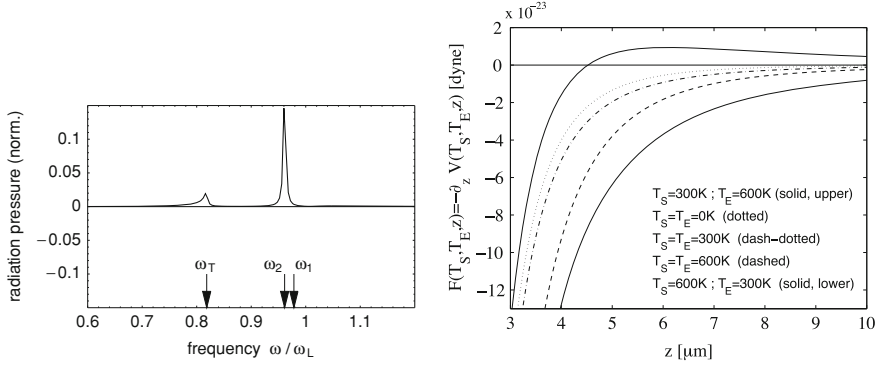 radiation pressure (norm.)
0.1
0.05
0
−0.05
−0.1
ω_T
ω_2
ω_1
0.6
0.7
0.8
0.9
1
1.1
frequency ω/ω_L
x 10^−23
F(T_S,T_E,z)=−∂_z V(T_S,T_E,z) [dyne]
2
0
−2
−4
−6
−8
−10
−12
T_S=300K ; T_E=600K (solid, upper)
T_S=T_E=0K (dotted)
T_S=T_E=300K (dash−dotted)
T_S=T_E=600K (dashed)
T_S=600K ; T_E=300K (solid, lower)
3
4
5
6
7
8
9
10
z [μm]